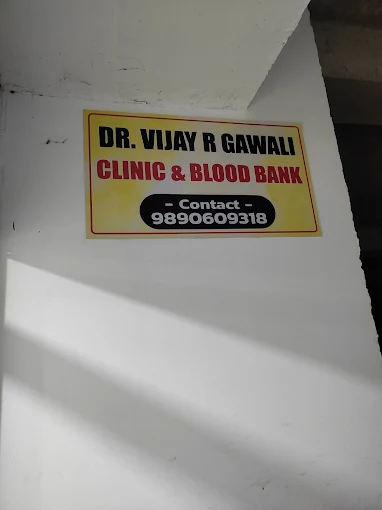 DR. VIJAY R GAWALI
CLINIC & BLOOD BANK
- Contact -
9890609318